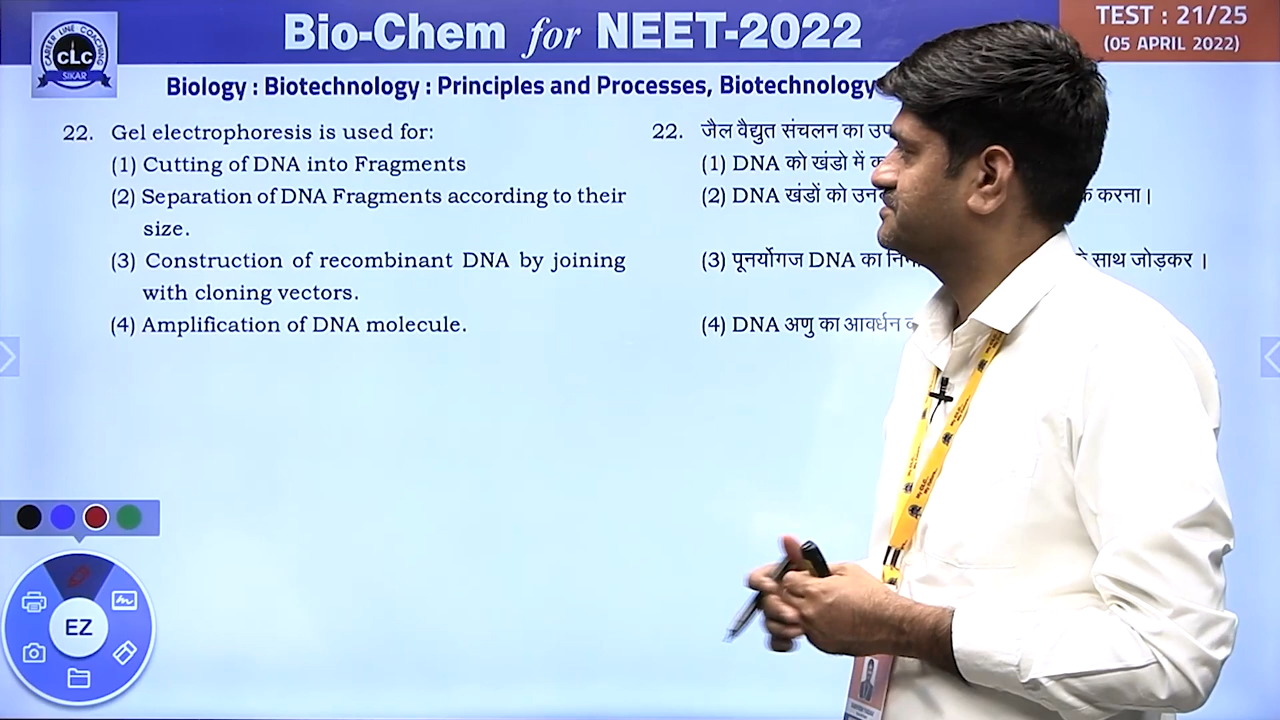 CAREER LINE COACHING
CLC
SIKAR
Bio-Chem for NEET-2022
TEST : 21/25
(05 APRIL 2022)
Biology : Biotechnology : Principles and Processes, Biotechnology
22. Gel electrophoresis is used for:
(1) Cutting of DNA into Fragments
(2) Separation of DNA Fragments according to their
size.
(3) Construction of recombinant DNA by joining
with cloning vectors.
(4) Amplification of DNA molecule.
22. जैल वैद्युत संचलन का
(1) DNA को खंडो में
(2) DNA खंडों को करना।
(3) पूनर्योगज DNA का साथ जोड़कर ।
(4) DNA अणु का आवर्धन
EZ